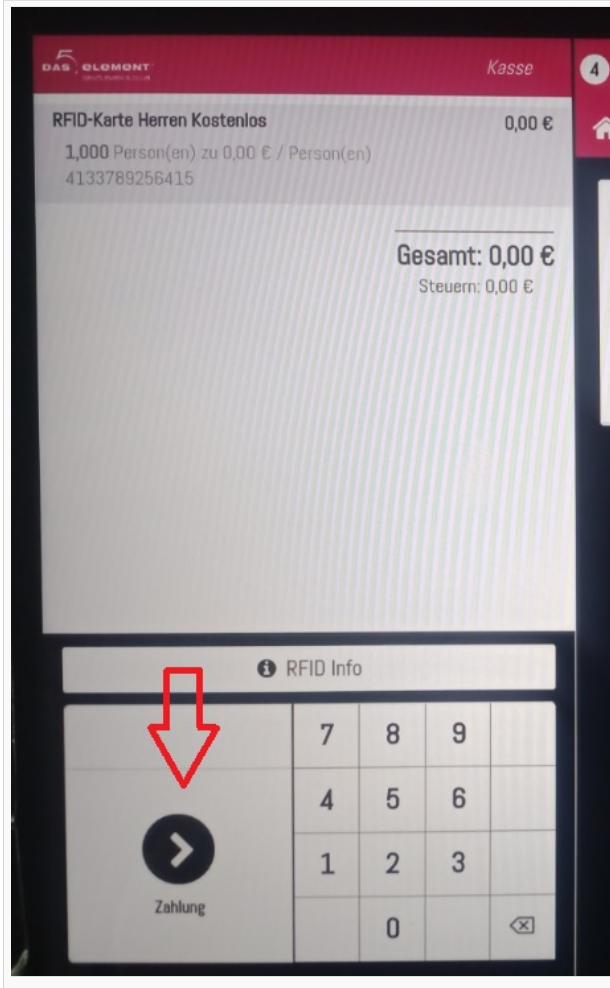 5
DAS ELEMENT
Kasse
4
RFID-Karte Herren Kostenlos 0,00 €
1,000 Person(en) zu 0,00 € / Person(en)
4133789256415
Gesamt: 0,00 €
Steuern: 0,00 €
RFID Info
7 8 9
4 5 6
1 2 3
Zahlung
0